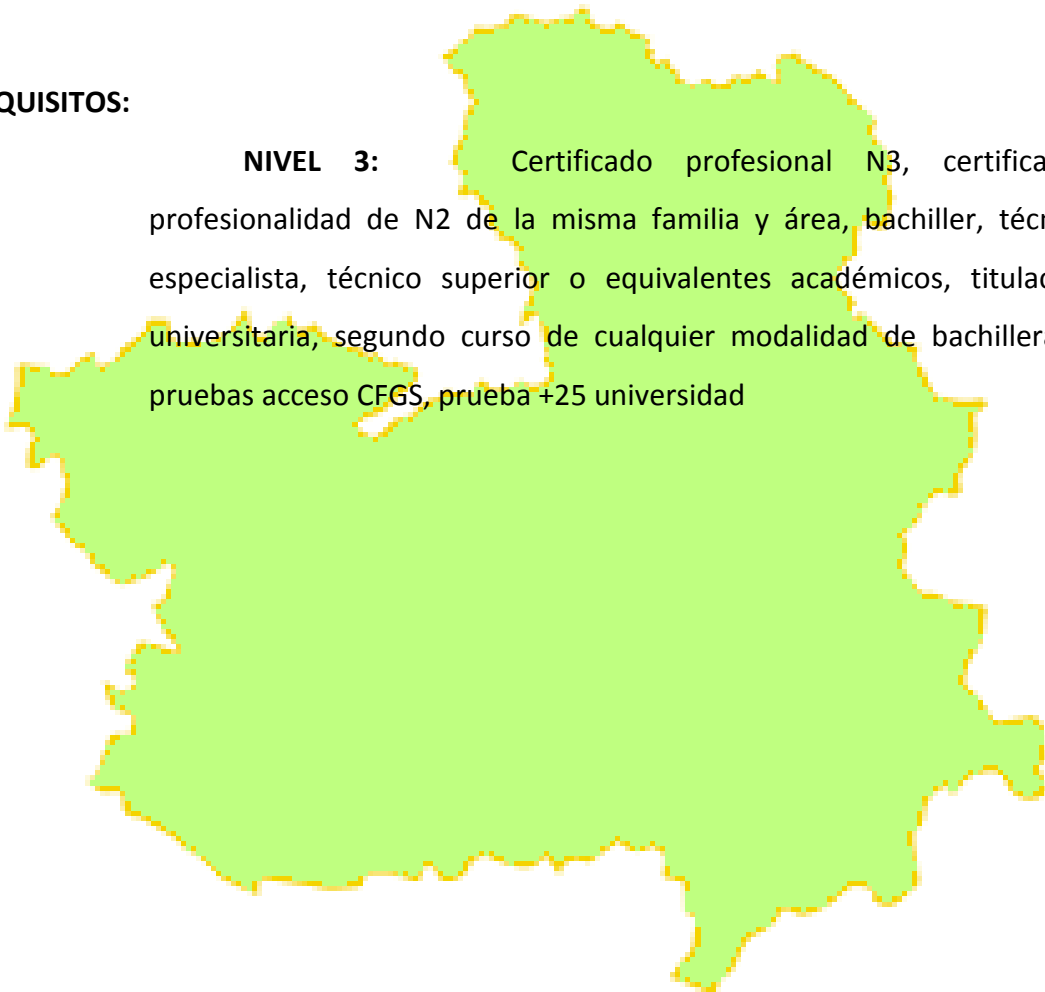 QUISITOS:
NIVEL 3: Certificado profesional N3, certifica
profesionalidad de N2 de la misma familia y área, bachiller, técn
especialista, técnico superior o equivalentes académicos, titulac
universitaria, segundo curso de cualquier modalidad de bachillera
pruebas acceso CFGS, prueba +25 universidad